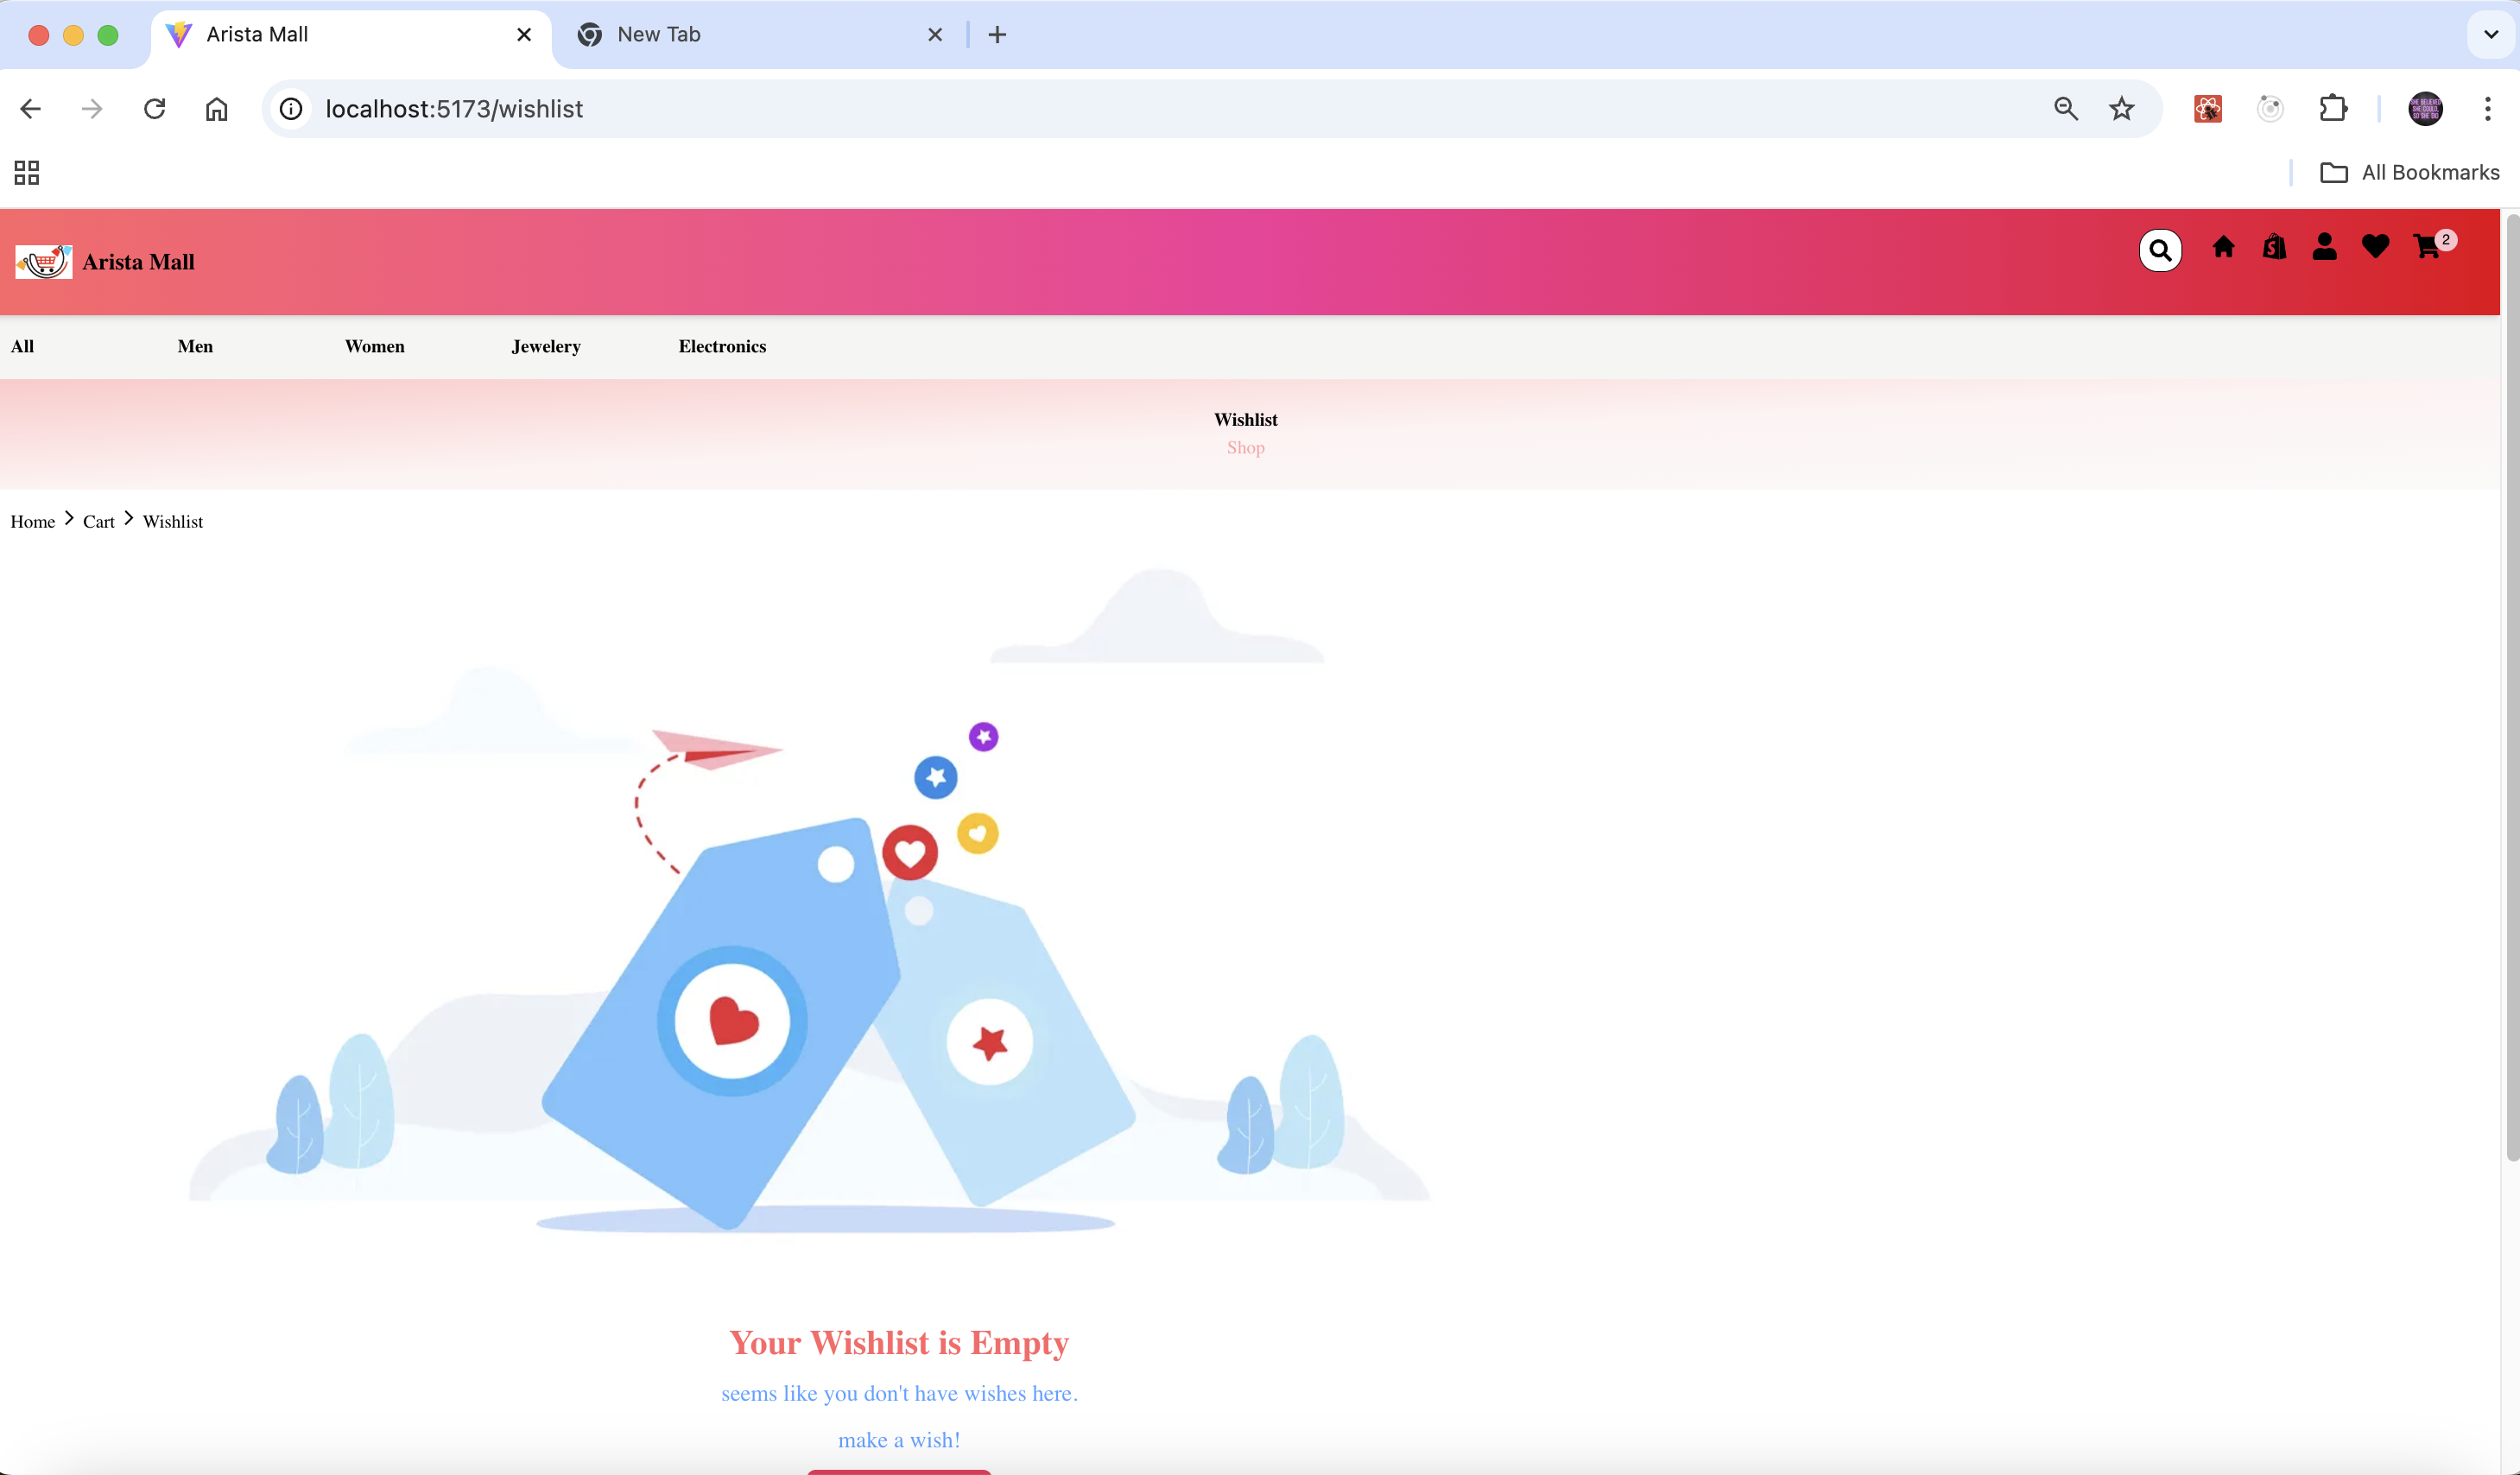 Arista Mall
New Tab
localhost:5173/wishlist
All Bookmarks
Arista Mall
2
All Men Women Jewelery Electronics
Wishlist
Shop
Home > Cart > Wishlist
Your Wishlist is Empty
seems like you don't have wishes here.
make a wish!